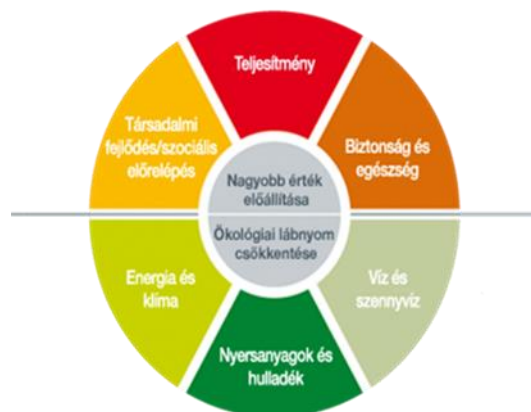 Teljesítmény
Társadalmi
fejlődés/szociális
előrelépés
Biztonság és
egészség
Nagyobb érték
előállítása
Ökológiai lábnyom
csökkentése
Energia és
klíma
Víz és
szennyvíz
Nyersanyagok és
hulladék